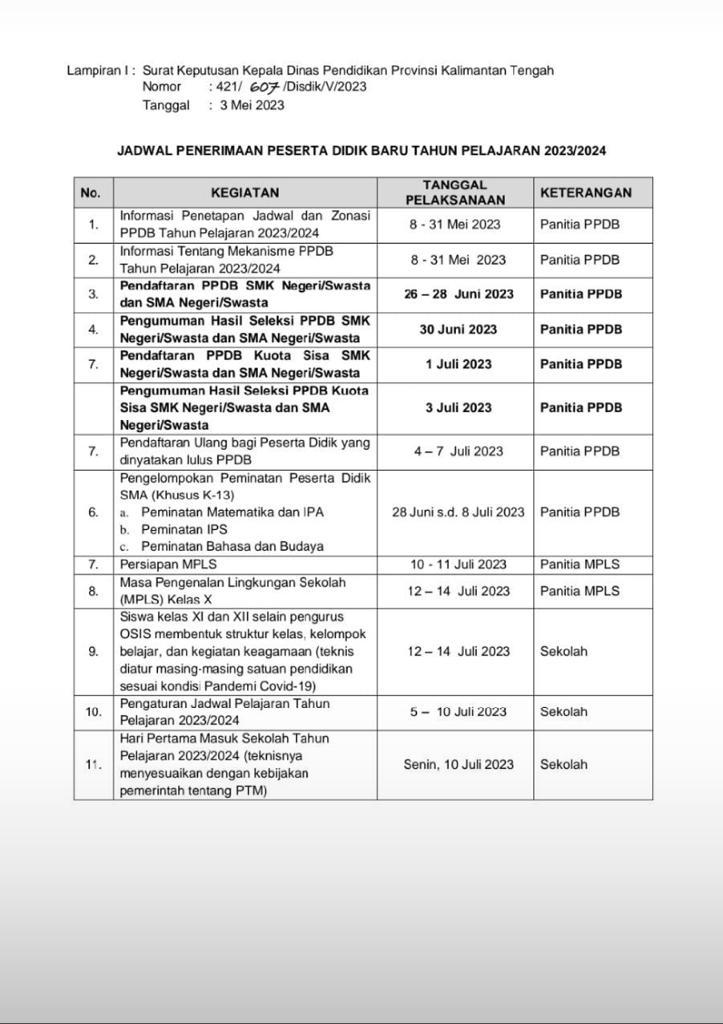 Lampiran I : Surat Keputusan Kepala Dinas Pendidikan Provinsi Kalimantan Tengah
Nomor : 421/ 607 /Disdik/V/2023
Tanggal : 3 Mei 2023
JADWAL PENERIMAAN PESERTA DIDIK BARU TAHUN PELAJARAN 2023/2024
No. KEGIATAN TANGGAL PELAKSANAAN KETERANGAN
1. Informasi Penetapan Jadwal dan Zonasi
PPDB Tahun Pelajaran 2023/2024
8 - 31 Mei 2023 Panitia PPDB
2. Informasi Tentang Mekanisme PPDB
Tahun Pelajaran 2023/2024
8 - 31 Mei 2023 Panitia PPDB
3. Pendaftaran PPDB SMK Negeri/Swasta
dan SMA Negeri/Swasta
26 – 28 Juni 2023 Panitia PPDB
4. Pengumuman Hasil Seleksi PPDB SMK
Negeri/Swasta dan SMA Negeri/Swasta
30 Juni 2023 Panitia PPDB
7. Pendaftaran PPDB Kuota Sisa SMK
Negeri/Swasta dan SMA Negeri/Swasta
1 Juli 2023 Panitia PPDB
Pengumuman Hasil Seleksi PPDB Kuota
Sisa SMK Negeri/Swasta dan SMA
Negeri/Swasta
3 Juli 2023 Panitia PPDB
7. Pendaftaran Ulang bagi Peserta Didik yang
dinyatakan lulus PPDB
4 – 7 Juli 2023 Panitia PPDB
6. Pengelompokan Peminatan Peserta Didik
SMA (Khusus K-13)
a. Peminatan Matematika dan IPA
b. Peminatan IPS
c. Peminatan Bahasa dan Budaya
28 Juni s.d. 8 Juli 2023 Panitia PPDB
7. Persiapan MPLS 10 - 11 Juli 2023 Panitia MPLS
8. Masa Pengenalan Lingkungan Sekolah
(MPLS) Kelas X
12 – 14 Juli 2023 Panitia MPLS
9. Siswa kelas XI dan XII selain pengurus
OSIS membentuk struktur kelas, kelompok
belajar, dan kegiatan keagamaan (teknis
diatur masing-masing satuan pendidikan
sesuai kondisi Pandemi Covid-19)
12 – 14 Juli 2023 Sekolah
10. Pengaturan Jadwal Pelajaran Tahun
Pelajaran 2023/2024
5 – 10 Juli 2023 Sekolah
11. Hari Pertama Masuk Sekolah Tahun
Pelajaran 2023/2024 (teknisnya
menyesuaikan dengan kebijakan
pemerintah tentang PTM)
Senin, 10 Juli 2023 Sekolah